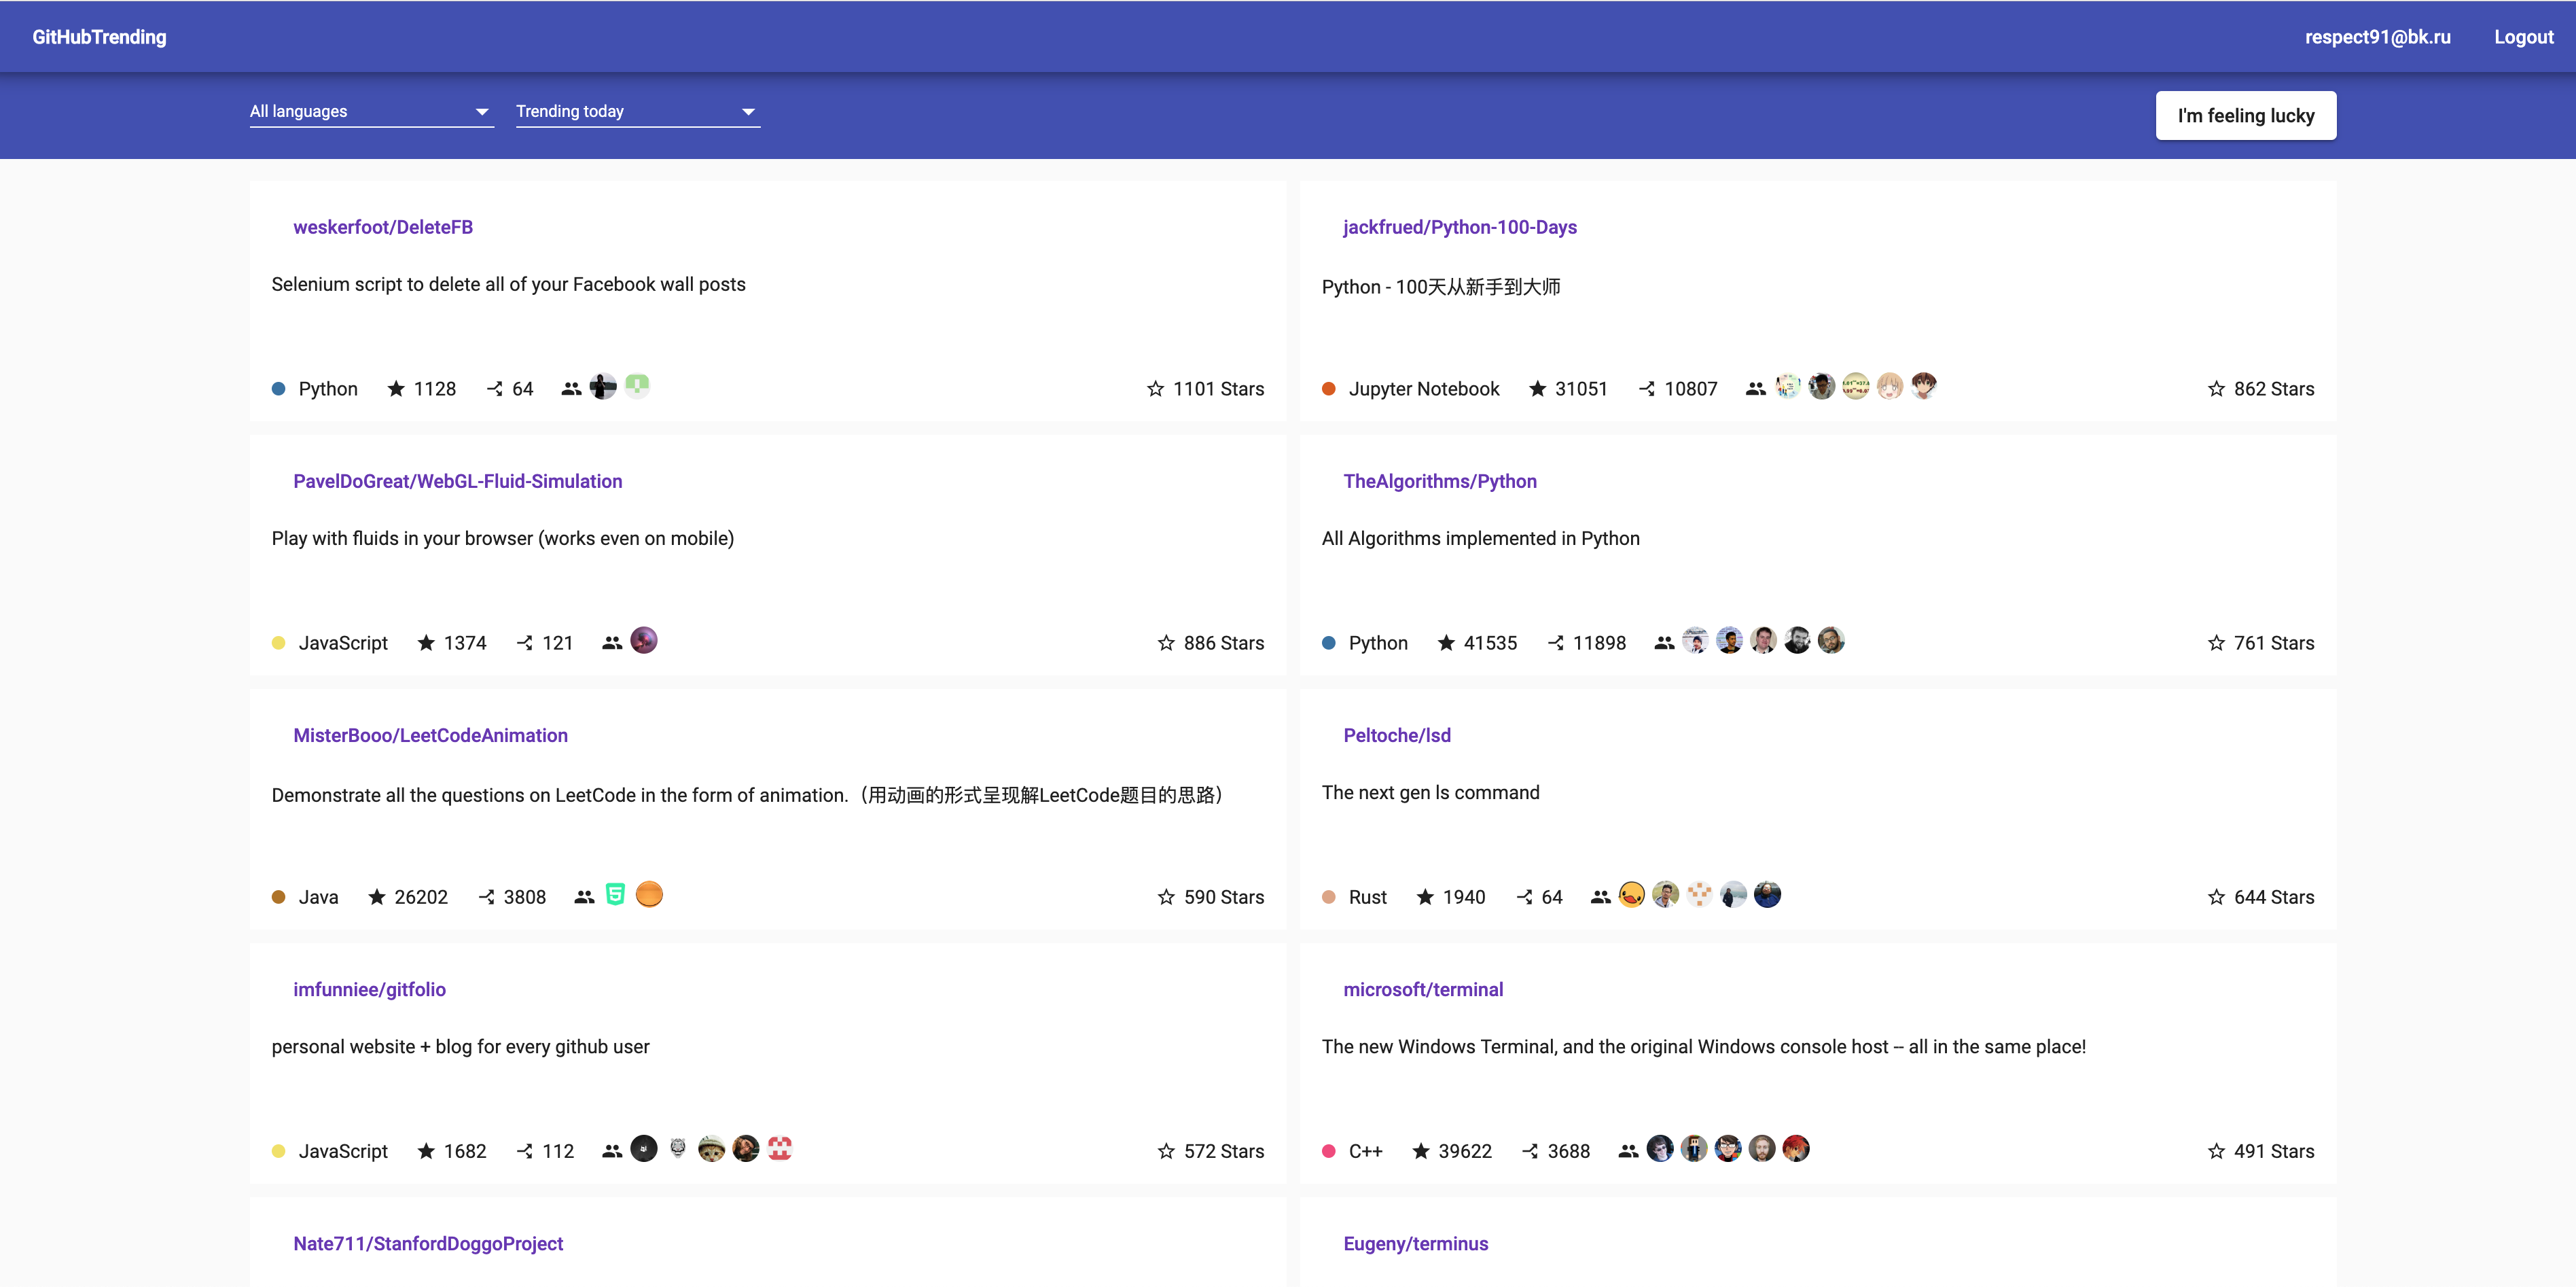 GitHubTrending
respect91@bk.ru
Logout
All languages
Trending today
I'm feeling lucky
weskerfoot/DeleteFB
Selenium script to delete all of your Facebook wall posts
Python 1128 64 1101 Stars
jackfrued/Python-100-Days
Python - 100天从新手到大师
Jupyter Notebook 31051 10807 862 Stars
PavelDoGreat/WebGL-Fluid-Simulation
Play with fluids in your browser (works even on mobile)
JavaScript 1374 121 886 Stars
TheAlgorithms/Python
All Algorithms implemented in Python
Python 41535 11898 761 Stars
MisterBooo/LeetCodeAnimation
Demonstrate all the questions on LeetCode in the form of animation.（用动画的形式呈现解LeetCode题目的思路）
Java 26202 3808 590 Stars
Peltoche/lsd
The next gen ls command
Rust 1940 64 644 Stars
imfunniee/gitfolio
personal website + blog for every github user
JavaScript 1682 112 572 Stars
microsoft/terminal
The new Windows Terminal, and the original Windows console host -- all in the same place!
C++ 39622 3688 491 Stars
Nate711/StanfordDoggoProject
Eugeny/terminus